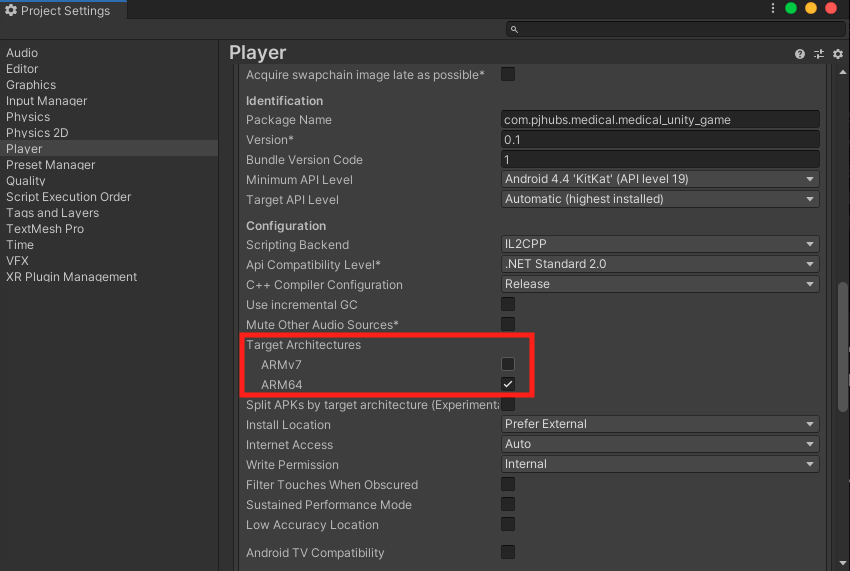 Project Settings
Audio
Editor
Graphics
Input Manager
Physics
Physics 2D
Player
Preset Manager
Quality
Script Execution Order
Tags and Layers
TextMesh Pro
Time
VFX
XR Plugin Management
Player
Acquire swapchain image late as possible*
Identification
Package Name com.pjhubs.medical.medical_unity_game
Version* 0.1
Bundle Version Code 1
Minimum API Level Android 4.4 'KitKat' (API level 19)
Target API Level Automatic (highest installed)
Configuration
Scripting Backend IL2CPP
Api Compatibility Level* .NET Standard 2.0
C++ Compiler Configuration Release
Use incremental GC
Mute Other Audio Sources*
Target Architectures
ARMv7
ARM64
Split APKs by target architecture (Experimenta
Install Location Prefer External
Internet Access Auto
Write Permission Internal
Filter Touches When Obscured
Sustained Performance Mode
Low Accuracy Location
Android TV Compatibility